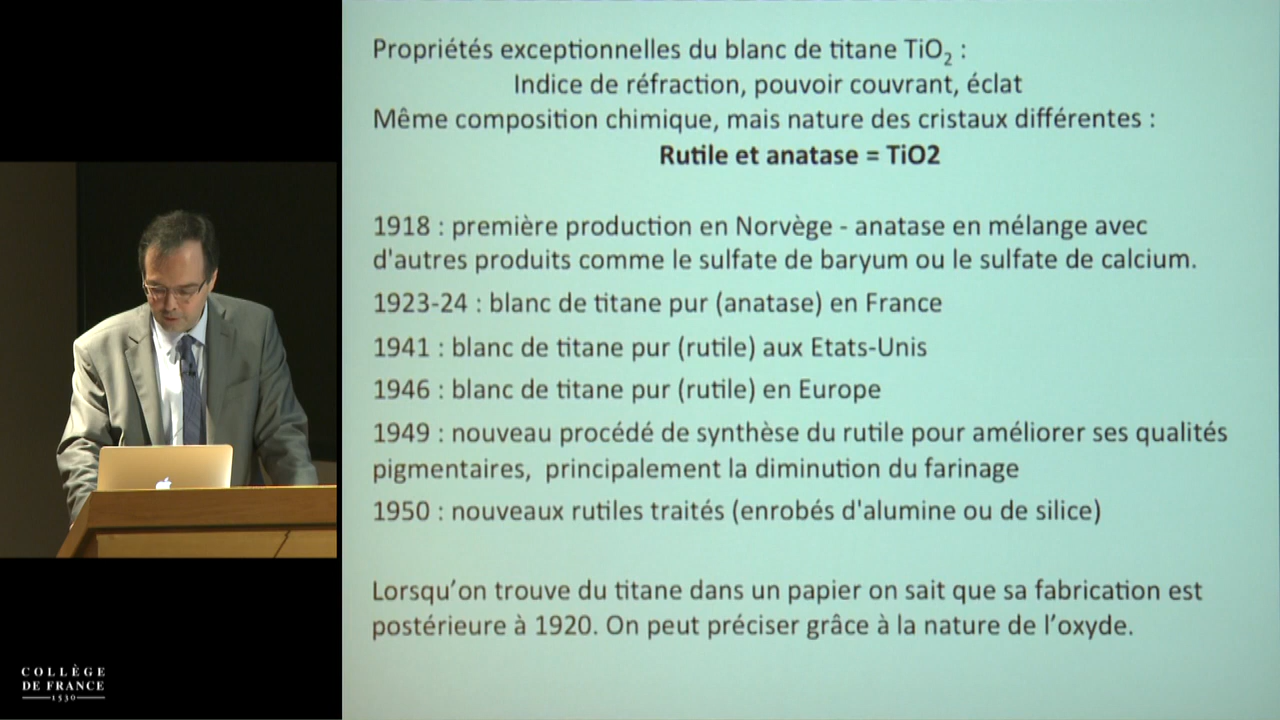 Propriétés exceptionnelles du blanc de titane TiO₂ :
Indice de réfraction, pouvoir couvrant, éclat
Même composition chimique, mais nature des cristaux différentes :
Rutile et anatase = TiO2
1918 : première production en Norvège - anatase en mélange avec
d'autres produits comme le sulfate de baryum ou le sulfate de calcium.
1923-24 : blanc de titane pur (anatase) en France
1941 : blanc de titane pur (rutile) aux Etats-Unis
1946 : blanc de titane pur (rutile) en Europe
1949 : nouveau procédé de synthèse du rutile pour améliorer ses qualités
pigmentaires, principalement la diminution du farinage
1950 : nouveaux rutiles traités (enrobés d'alumine ou de silice)
Lorsqu’on trouve du titane dans un papier on sait que sa fabrication est
postérieure à 1920. On peut préciser grâce à la nature de l’oxyde.
COLLÈGE
DE FRANCE
1530